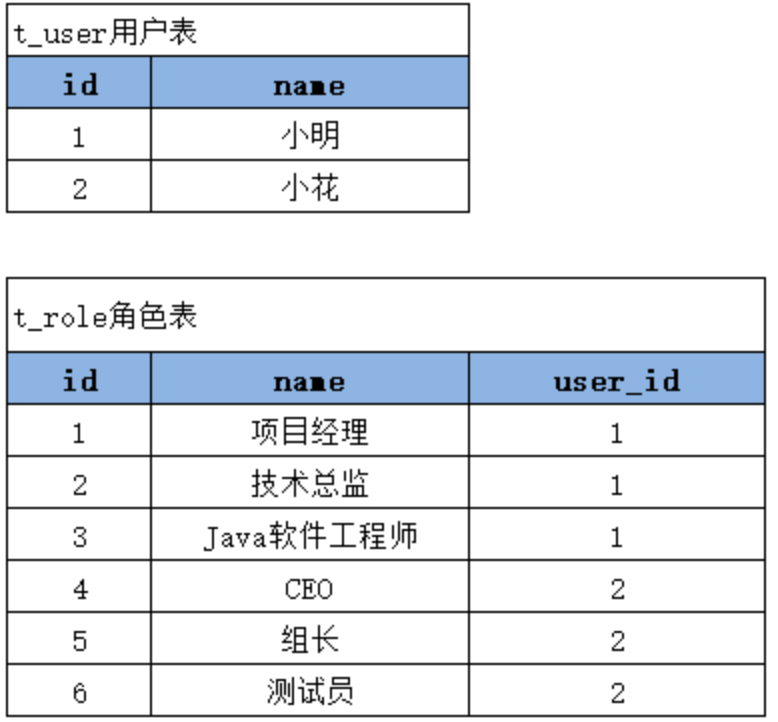 t_user用户表
id name
1 小明
2 小花
t_role角色表
id name user_id
1 项目经理 1
2 技术总监 1
3 Java软件工程师 1
4 CEO 2
5 组长 2
6 测试员 2